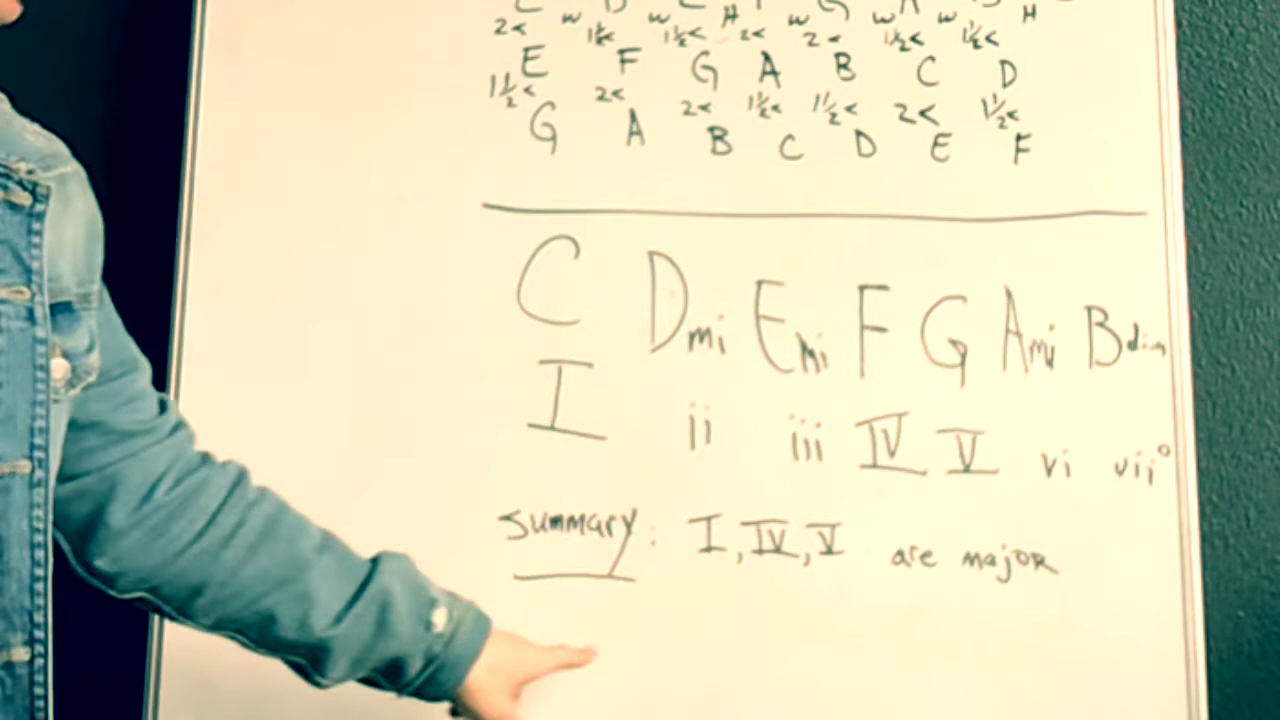 C D E F G A B
w w H w w w H
2< 1½< 1½< 2< 2< 1½< 1½<
E F G A B C D
1½< 2< 2< 1½< 1½< 2< 1½<
G A B C D E F
C Dmi Emi F G Ami Bdim
I ii iii IV V vi vii°
Summary: I, IV, V are major